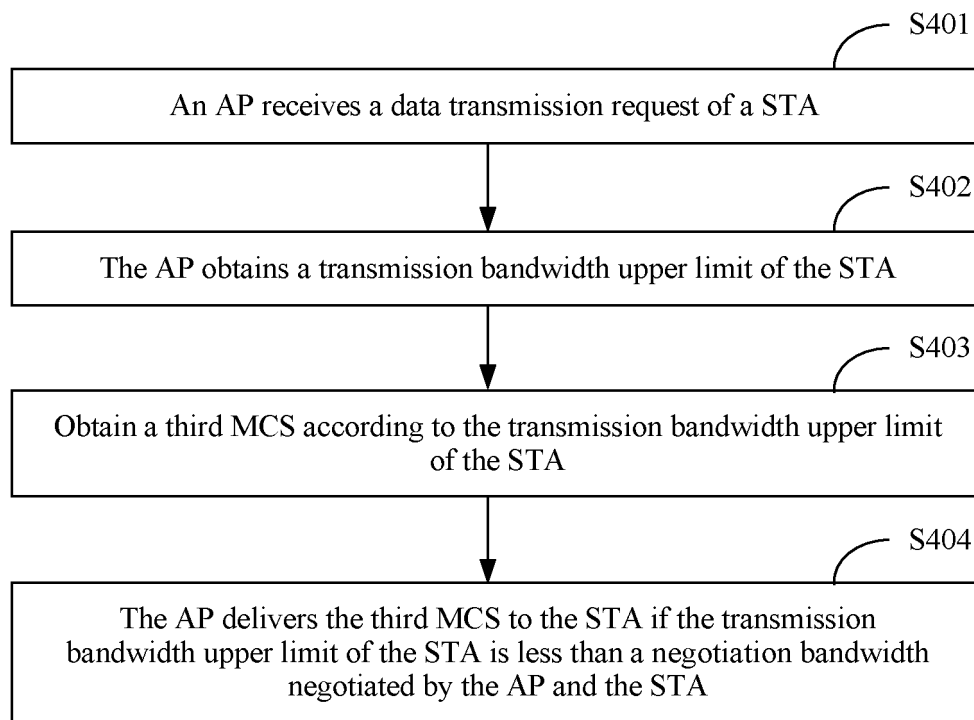 S401
An AP receives a data transmission request of a STA
S402
The AP obtains a transmission bandwidth upper limit of the STA
S403
Obtain a third MCS according to the transmission bandwidth upper limit
of the STA
S404
The AP delivers the third MCS to the STA if the transmission
bandwidth upper limit of the STA is less than a negotiation bandwidth
negotiated by the AP and the STA